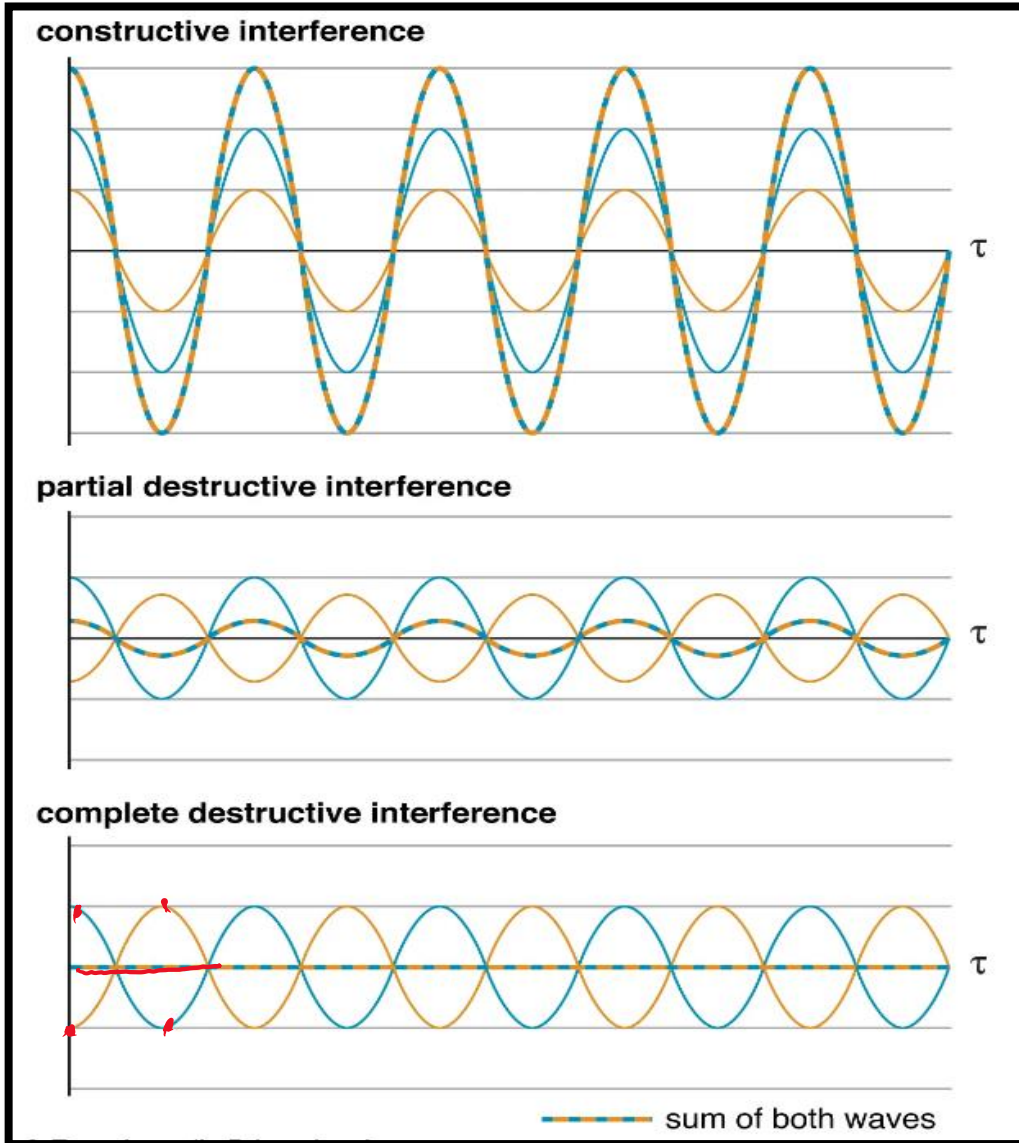 constructive interference
τ
partial destructive interference
τ
complete destructive interference
τ
sum of both waves